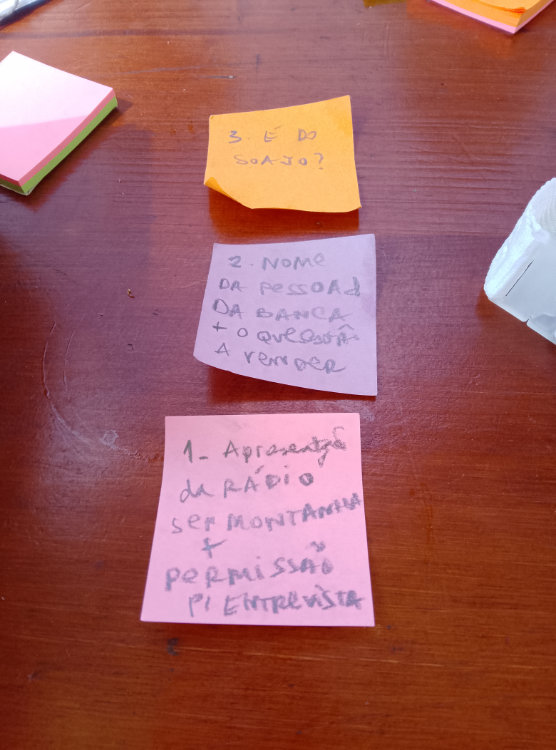 3. É DO
SOAJO?
2. NOME
DA PESSOA
DA BANCA
+ O QUE ESTÁ
A VENDER
1- Apresentação
da RÁDIO
SER MONTANHA
+
PERMISSÃO
P/ ENTREVISTA